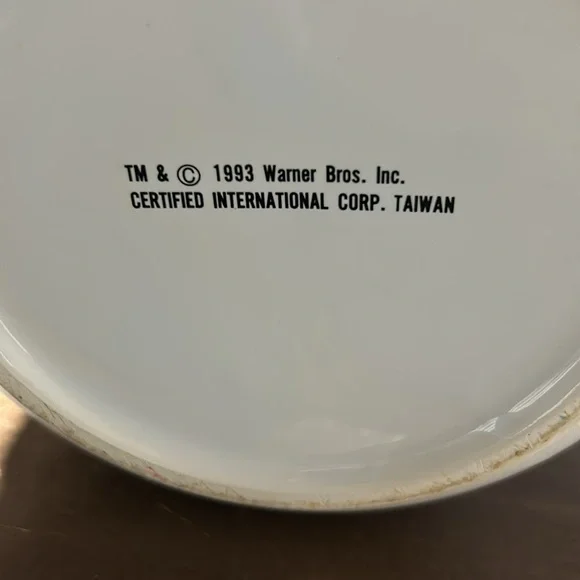 TM & © 1993 Warner Bros. Inc.
CERTIFIED INTERNATIONAL CORP. TAIWAN